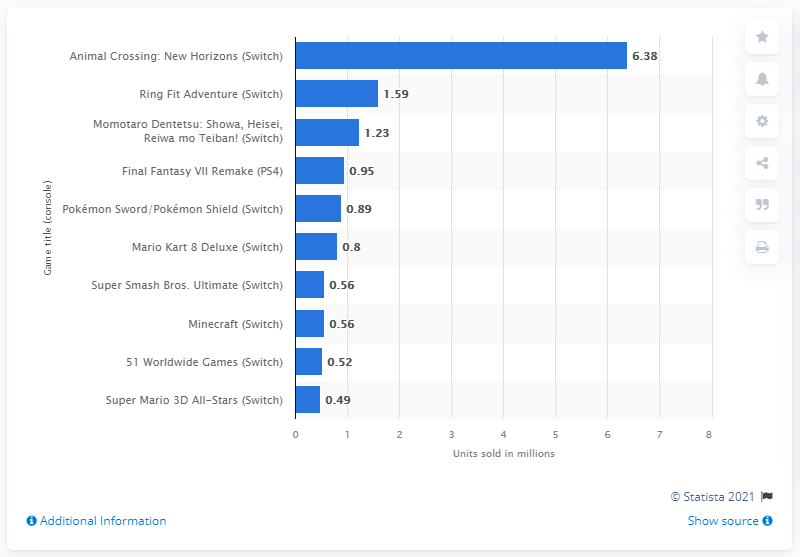 Animal Crossing: New Horizons (Switch) 6.38
Ring Fit Adventure (Switch) 1.59
Momotaro Dentetsu: Showa, Heisei,
Reiwa mo Teiban! (Switch) 1.23
Final Fantasy VII Remake (PS4) 0.95
Pokémon Sword/Pokémon Shield (Switch) 0.89
Mario Kart 8 Deluxe (Switch) 0.8
Super Smash Bros. Ultimate (Switch) 0.56
Minecraft (Switch) 0.56
51 Worldwide Games (Switch) 0.52
Super Mario 3D All-Stars (Switch) 0.49
Game title (console)
0 1 2 3 4 5 6 7 8
Units sold in millions
© Statista 2021
Additional Information
Show source